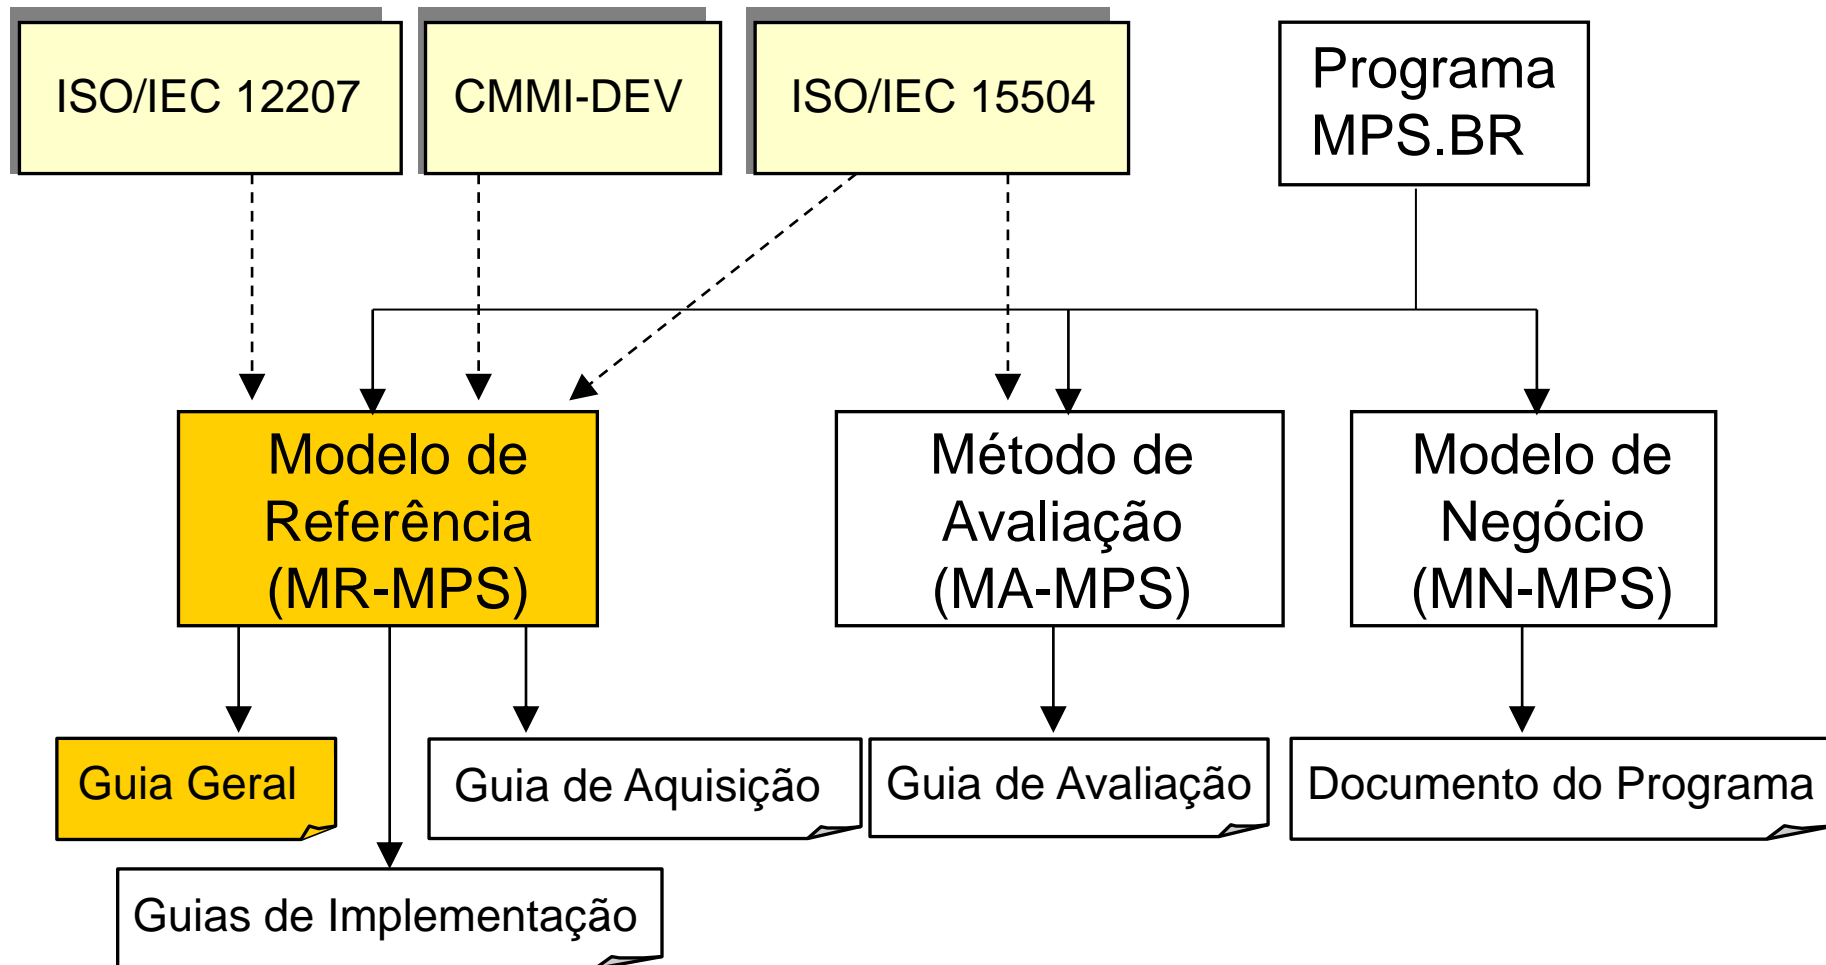 ISO/IEC 12207
CMMI-DEV
ISO/IEC 15504
Programa
MPS.BR
Modelo de
Referência
(MR-MPS)
Método de
Avaliação
(MA-MPS)
Modelo de
Negócio
(MN-MPS)
Guia Geral
Guia de Aquisição
Guia de Avaliação
Documento do Programa
Guias de Implementação